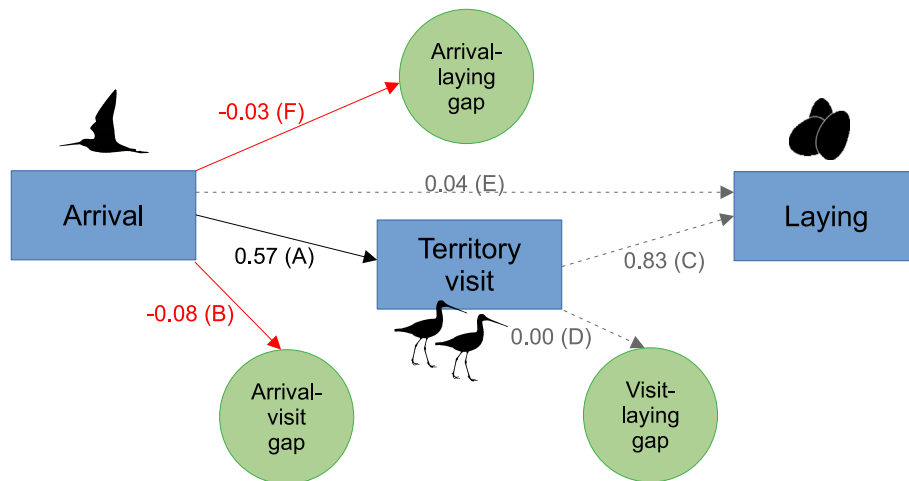 Arrival-
laying
gap
-0.03 (F)
0.04 (E)
Arrival
Laying
0.57 (A)
Territory
visit
0.83 (C)
-0.08 (B)
0.00 (D)
Arrival-
visit
gap
Visit-
laying
gap